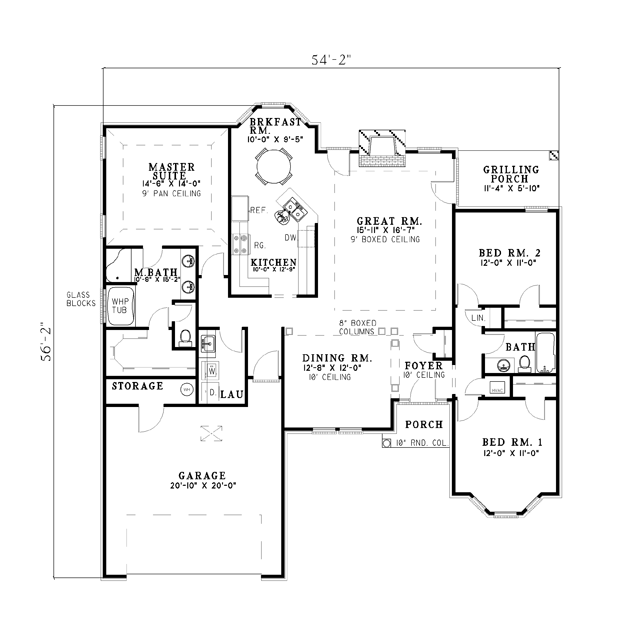 54'-2"
BRKFAST
RM.
10'-0" X 9'-5"
MASTER
SUITE
14'-6" X 14'-0"
9' PAN CEILING
GRILLING
PORCH
11'-4" X 5'-10"
REF.
GREAT RM.
15'-11" X 16'-7"
9' BOXED CEILING
DW
RG.
BED RM. 2
12'-0" X 11'-0"
KITCHEN
10'-0" X 12'-9"
M.BATH
10'-8" X 15'-2"
GLASS
BLOCKS
WHP
TUB
56'-2"
LIN.
8" BOXED
COLUMNS
BATH
DINING RM.
12'-8" X 12'-0"
10' CEILING
FOYER
10' CEILING
W
D.
LAU
STORAGE
WH
HVAC
PORCH
10" RND. COL.
BED RM. 1
12'-0" X 11'-0"
GARAGE
20'-10" X 20'-0"